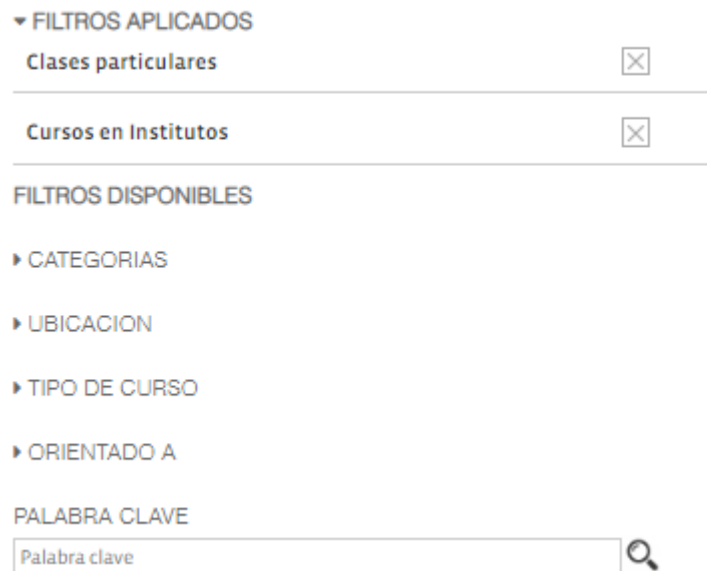 FILTROS APLICADOS
Clases particulares
Cursos en Institutos
FILTROS DISPONIBLES
CATEGORIAS
UBICACION
TIPO DE CURSO
ORIENTADO A
PALABRA CLAVE
Palabra clave